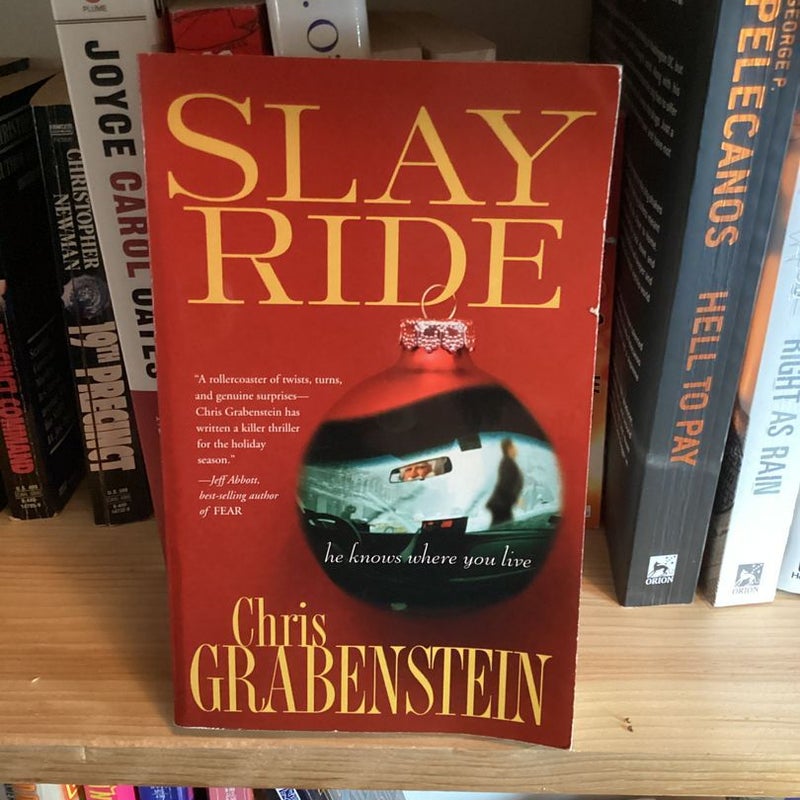 SLAY
RIDE
“A rollercoaster of twists, turns,
and genuine surprises—
Chris Grabenstein has
written a killer thriller
for the holiday
season.”
—Jeff Abbott,
best-selling author
of FEAR
he knows where you live
Chris
GRABENSTEIN
PLUME
JOYCE CAROL OATES
CHRISTOPHER
NEWMAN
19TH PRECINCT
GEORGE P.
PELECANOS
HELL TO PAY
ORION
RIGHT AS RAIN
ORION